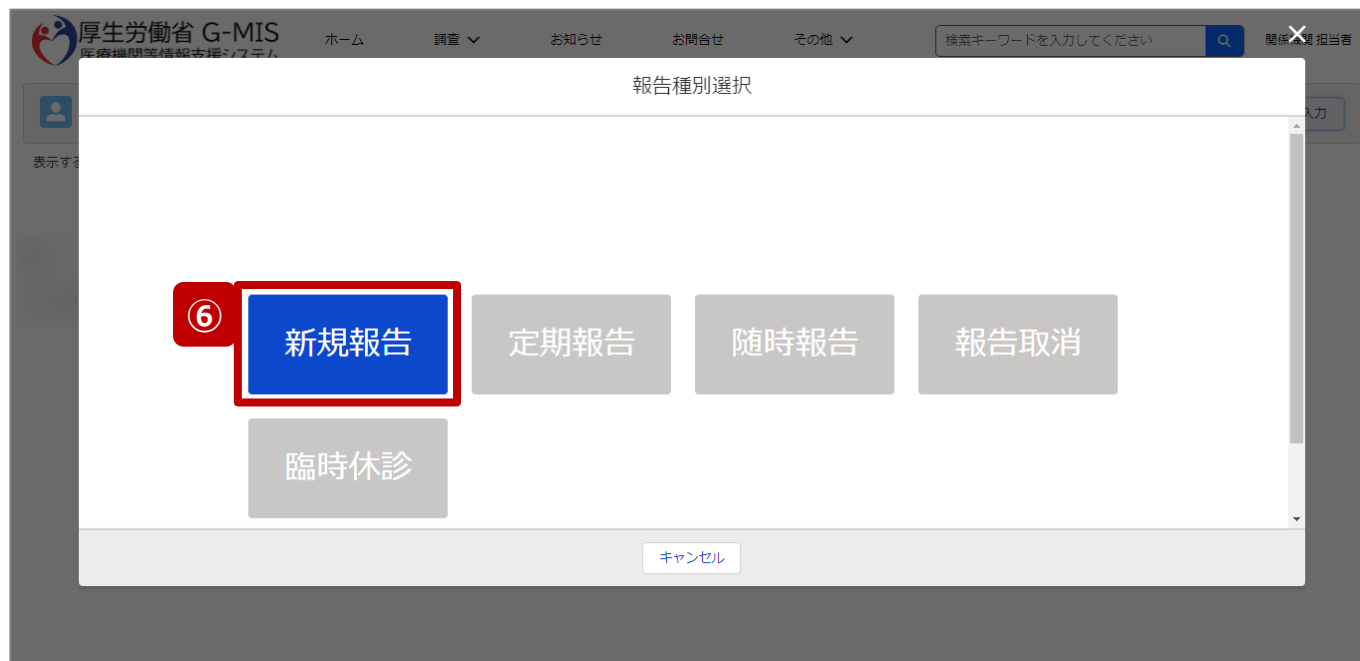 厚生労働省 G-MIS
医療機関等情報支援システム
ホーム 調査 お知らせ お問合せ その他 検索キーワードを入力してください 関係機関 担当者
報告種別選択
入力
表示する
⑥
新規報告 定期報告 随時報告 報告取消
臨時休診
キャンセル